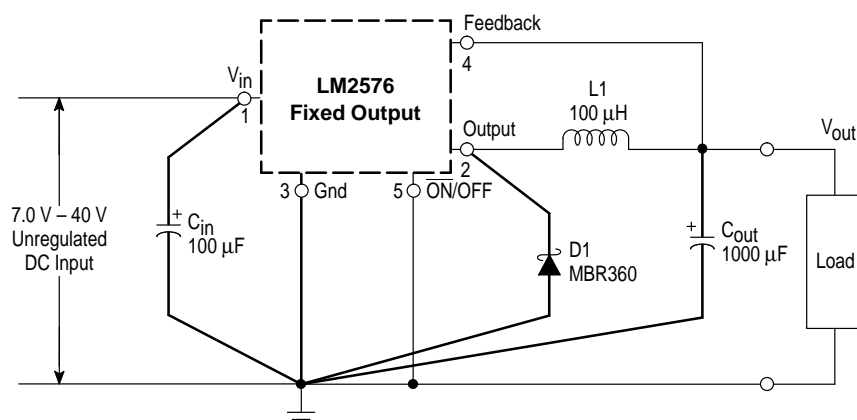 Feedback
4
V_in
1
LM2576
Fixed Output
L1
100 μH
V_out
Output
2
3 Gnd
5 O̅N̅/OFF
7.0 V – 40 V
Unregulated
DC Input
+
C_in
100 μF
D1
MBR360
+
C_out
1000 μF
Load